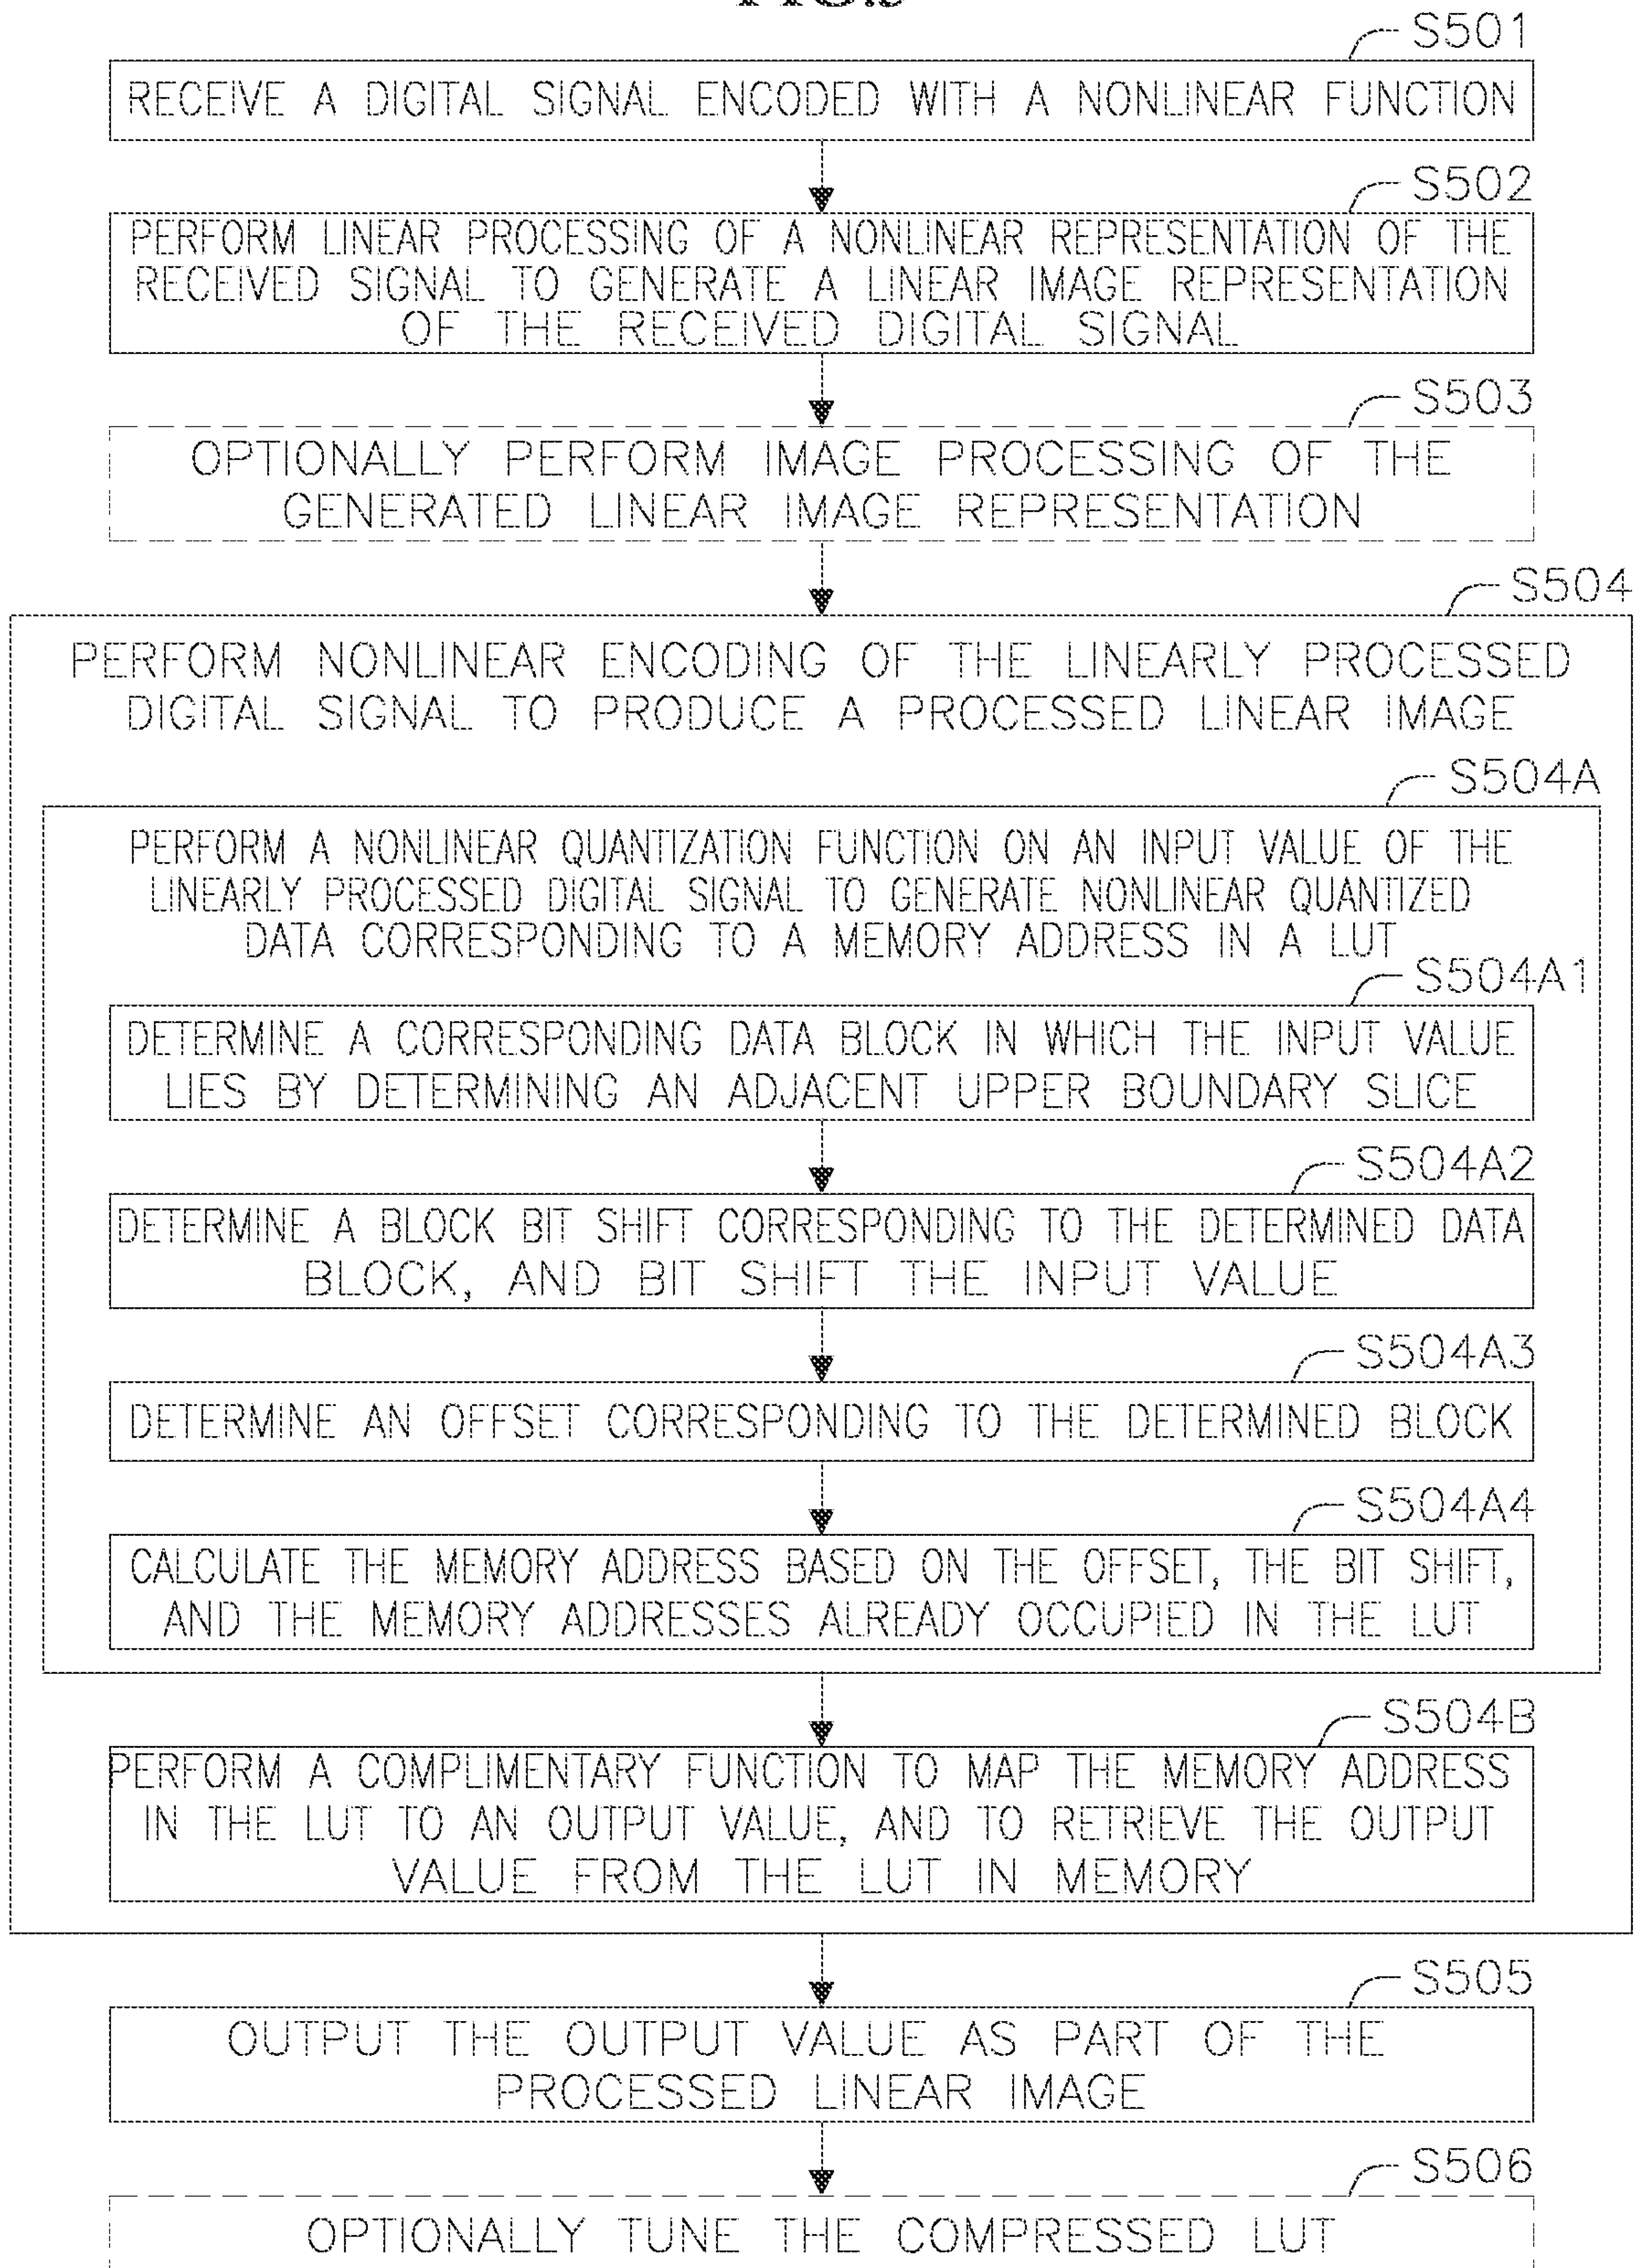 S501
RECEIVE A DIGITAL SIGNAL ENCODED WITH A NONLINEAR FUNCTION
S502
PERFORM LINEAR PROCESSING OF A NONLINEAR REPRESENTATION OF THE
RECEIVED SIGNAL TO GENERATE A LINEAR IMAGE REPRESENTATION
OF THE RECEIVED DIGITAL SIGNAL
S503
OPTIONALLY PERFORM IMAGE PROCESSING OF THE
GENERATED LINEAR IMAGE REPRESENTATION
S504
PERFORM NONLINEAR ENCODING OF THE LINEARLY PROCESSED
DIGITAL SIGNAL TO PRODUCE A PROCESSED LINEAR IMAGE
S504A
PERFORM A NONLINEAR QUANTIZATION FUNCTION ON AN INPUT VALUE OF THE
LINEARLY PROCESSED DIGITAL SIGNAL TO GENERATE NONLINEAR QUANTIZED
DATA CORRESPONDING TO A MEMORY ADDRESS IN A LUT
S504A1
DETERMINE A CORRESPONDING DATA BLOCK IN WHICH THE INPUT VALUE
LIES BY DETERMINING AN ADJACENT UPPER BOUNDARY SLICE
S504A2
DETERMINE A BLOCK BIT SHIFT CORRESPONDING TO THE DETERMINED DATA
BLOCK, AND BIT SHIFT THE INPUT VALUE
S504A3
DETERMINE AN OFFSET CORRESPONDING TO THE DETERMINED BLOCK
S504A4
CALCULATE THE MEMORY ADDRESS BASED ON THE OFFSET, THE BIT SHIFT,
AND THE MEMORY ADDRESSES ALREADY OCCUPIED IN THE LUT
S504B
PERFORM A COMPLIMENTARY FUNCTION TO MAP THE MEMORY ADDRESS
IN THE LUT TO AN OUTPUT VALUE, AND TO RETRIEVE THE OUTPUT
VALUE FROM THE LUT IN MEMORY
S505
OUTPUT THE OUTPUT VALUE AS PART OF THE
PROCESSED LINEAR IMAGE
S506
OPTIONALLY TUNE THE COMPRESSED LUT